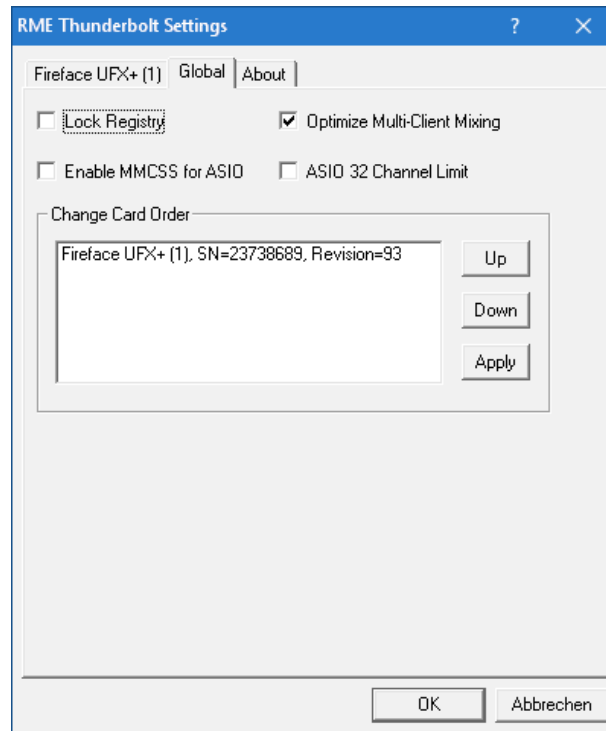 RME Thunderbolt Settings ? ×
Fireface UFX+ (1) Global About
Lock Registry Optimize Multi-Client Mixing
Enable MMCSS for ASIO ASIO 32 Channel Limit
Change Card Order
Fireface UFX+ (1), SN=23738689, Revision=93
Up
Down
Apply
OK Abbrechen